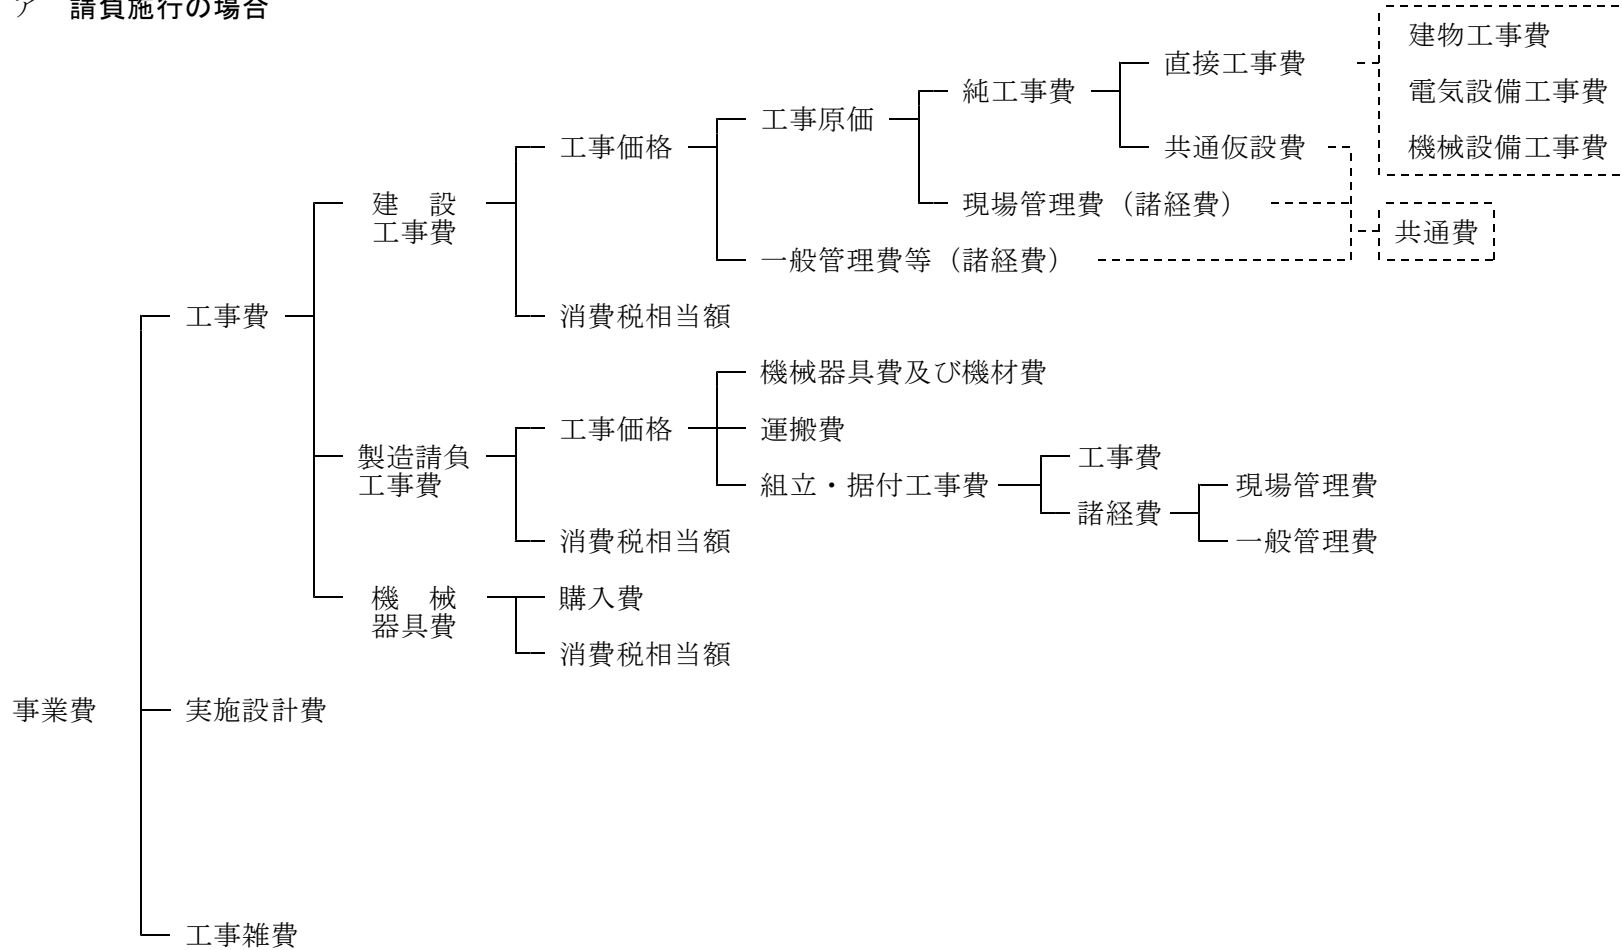 ア　請負施行の場合
建物工事費
直接工事費
電気設備工事費
純工事費
工事原価
機械設備工事費
工事価格
共通仮設費
建　設
工事費
現場管理費（諸経費）
共通費
一般管理費等（諸経費）
工事費
消費税相当額
機械器具費及び機材費
工事価格
運搬費
製造請負
工事費
工事費
組立・据付工事費
現場管理費
諸経費
消費税相当額
一般管理費
機　械
器具費
購入費
消費税相当額
事業費
実施設計費
工事雑費